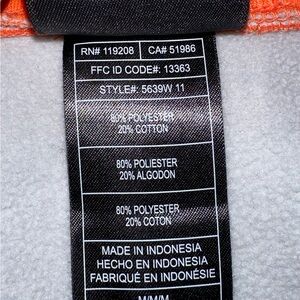 RN# 119208 CA# 51986
FFC ID CODE#: 13363
STYLE#: 5639W 11
80% POLYESTER
20% COTTON
80% POLIESTER
20% ALGODON
80% POLYESTER
20% COTON
MADE IN INDONESIA
HECHO EN INDONESIA
FABRIQUÉ EN INDONÉSIE
M/M/M